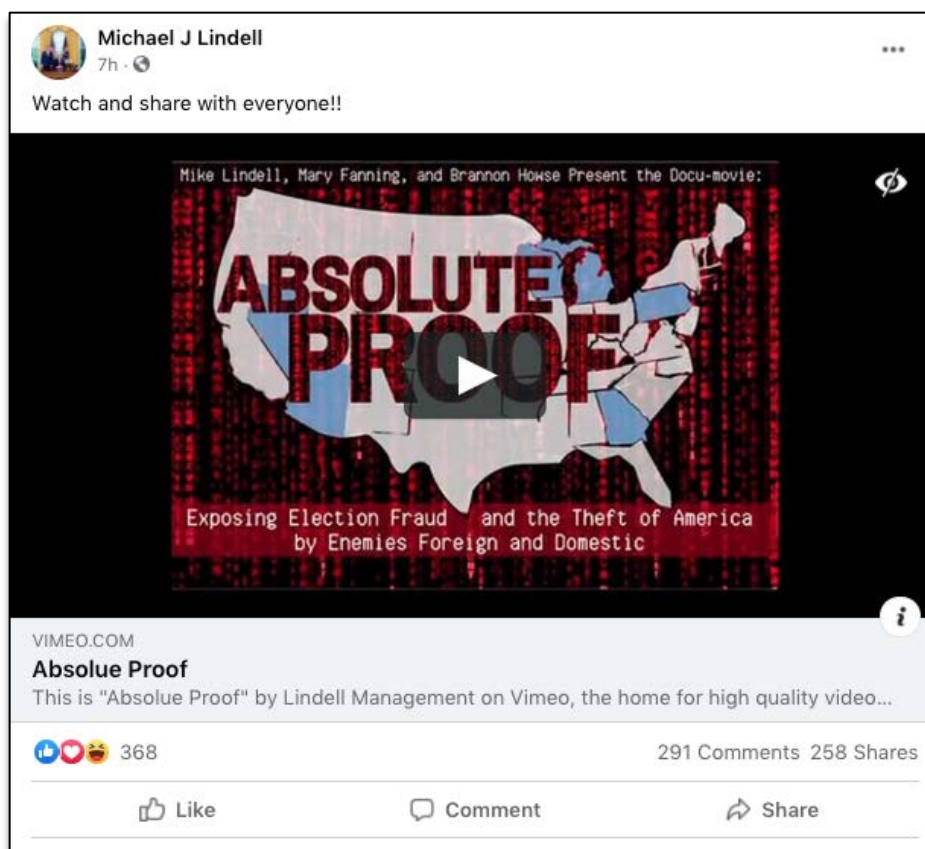 Michael J Lindell
7h ·
Watch and share with everyone!!
Mike Lindell, Mary Fanning, and Brannon Howse Present the Docu-movie:
ABSOLUTE
PROOF
Exposing Election Fraud and the Theft of America
by Enemies Foreign and Domestic
i
VIMEO.COM
Absolue Proof
This is "Absolue Proof" by Lindell Management on Vimeo, the home for high quality video...
368
291 Comments 258 Shares
Like Comment Share